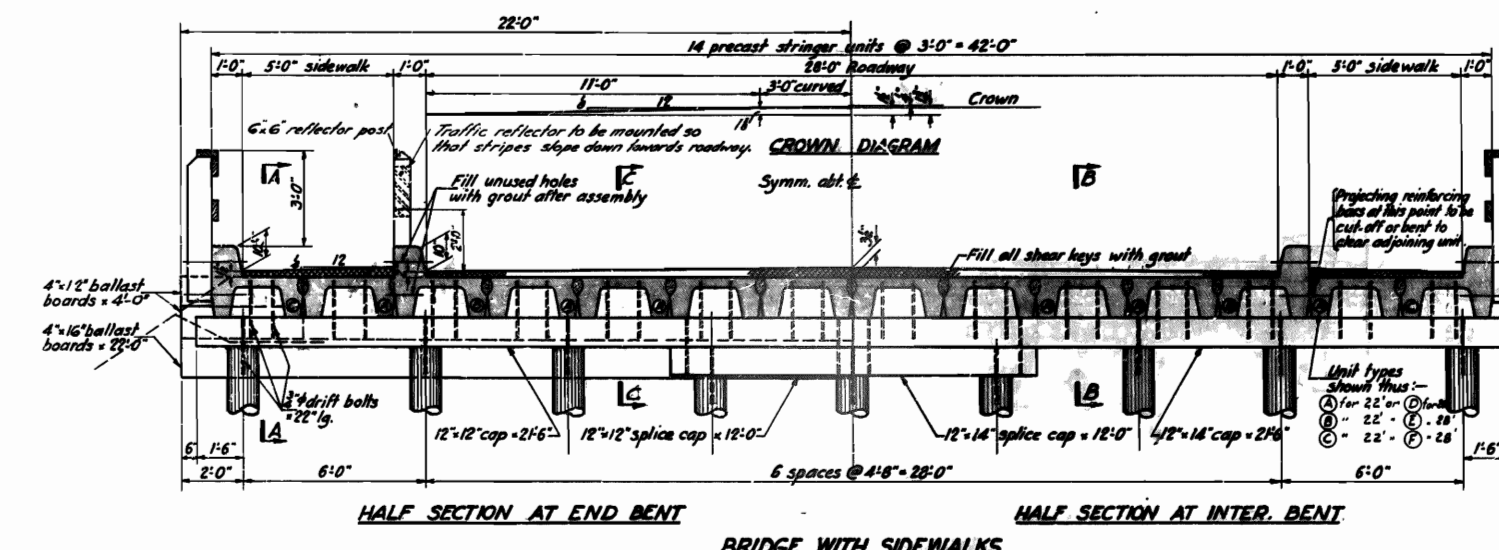 22'-0"
14 precast stringer units @ 3'-0" = 42'-0"
1'-0" 5'-0" sidewalk 1'-0" 28'-0" Roadway 1'-0" 5'-0" sidewalk 1'-0"
11'-0" 3'-0" curved
12 Crown
6"x6" reflector post
Traffic reflector to be mounted so
that stripes slope down towards roadway.
CROWN DIAGRAM
A
C
B
Symm. abt. ℄
3'-0"
Fill unused holes
with grout after assembly
Projecting reinforcing
bars at this point to be
cut-off or bent to
clear adjoining unit.
10"
2'-0"
12
Fill all shear keys with grout
4"x12" ballast
boards x 4'-0"
4"x16" ballast
boards x 22'-0"
drift bolts
x 22" lg.
A
C
B
Unit types
shown thus:-
A for 22' or D for
B " 22' " E " 28'
C " 22' " F " 28'
12"x12" cap x 21'-6"
12"x12" splice cap x 12'-0"
12"x14" splice cap x 12'-0"
12"x14" cap x 21'-6"
6" 1'-6" 1'-6"
2'-0" 6'-0" 6 spaces @ 4'-8" = 28'-0" 6'-0"
HALF SECTION AT END BENT
HALF SECTION AT INTER. BENT
BRIDGE WITH SIDEWALKS